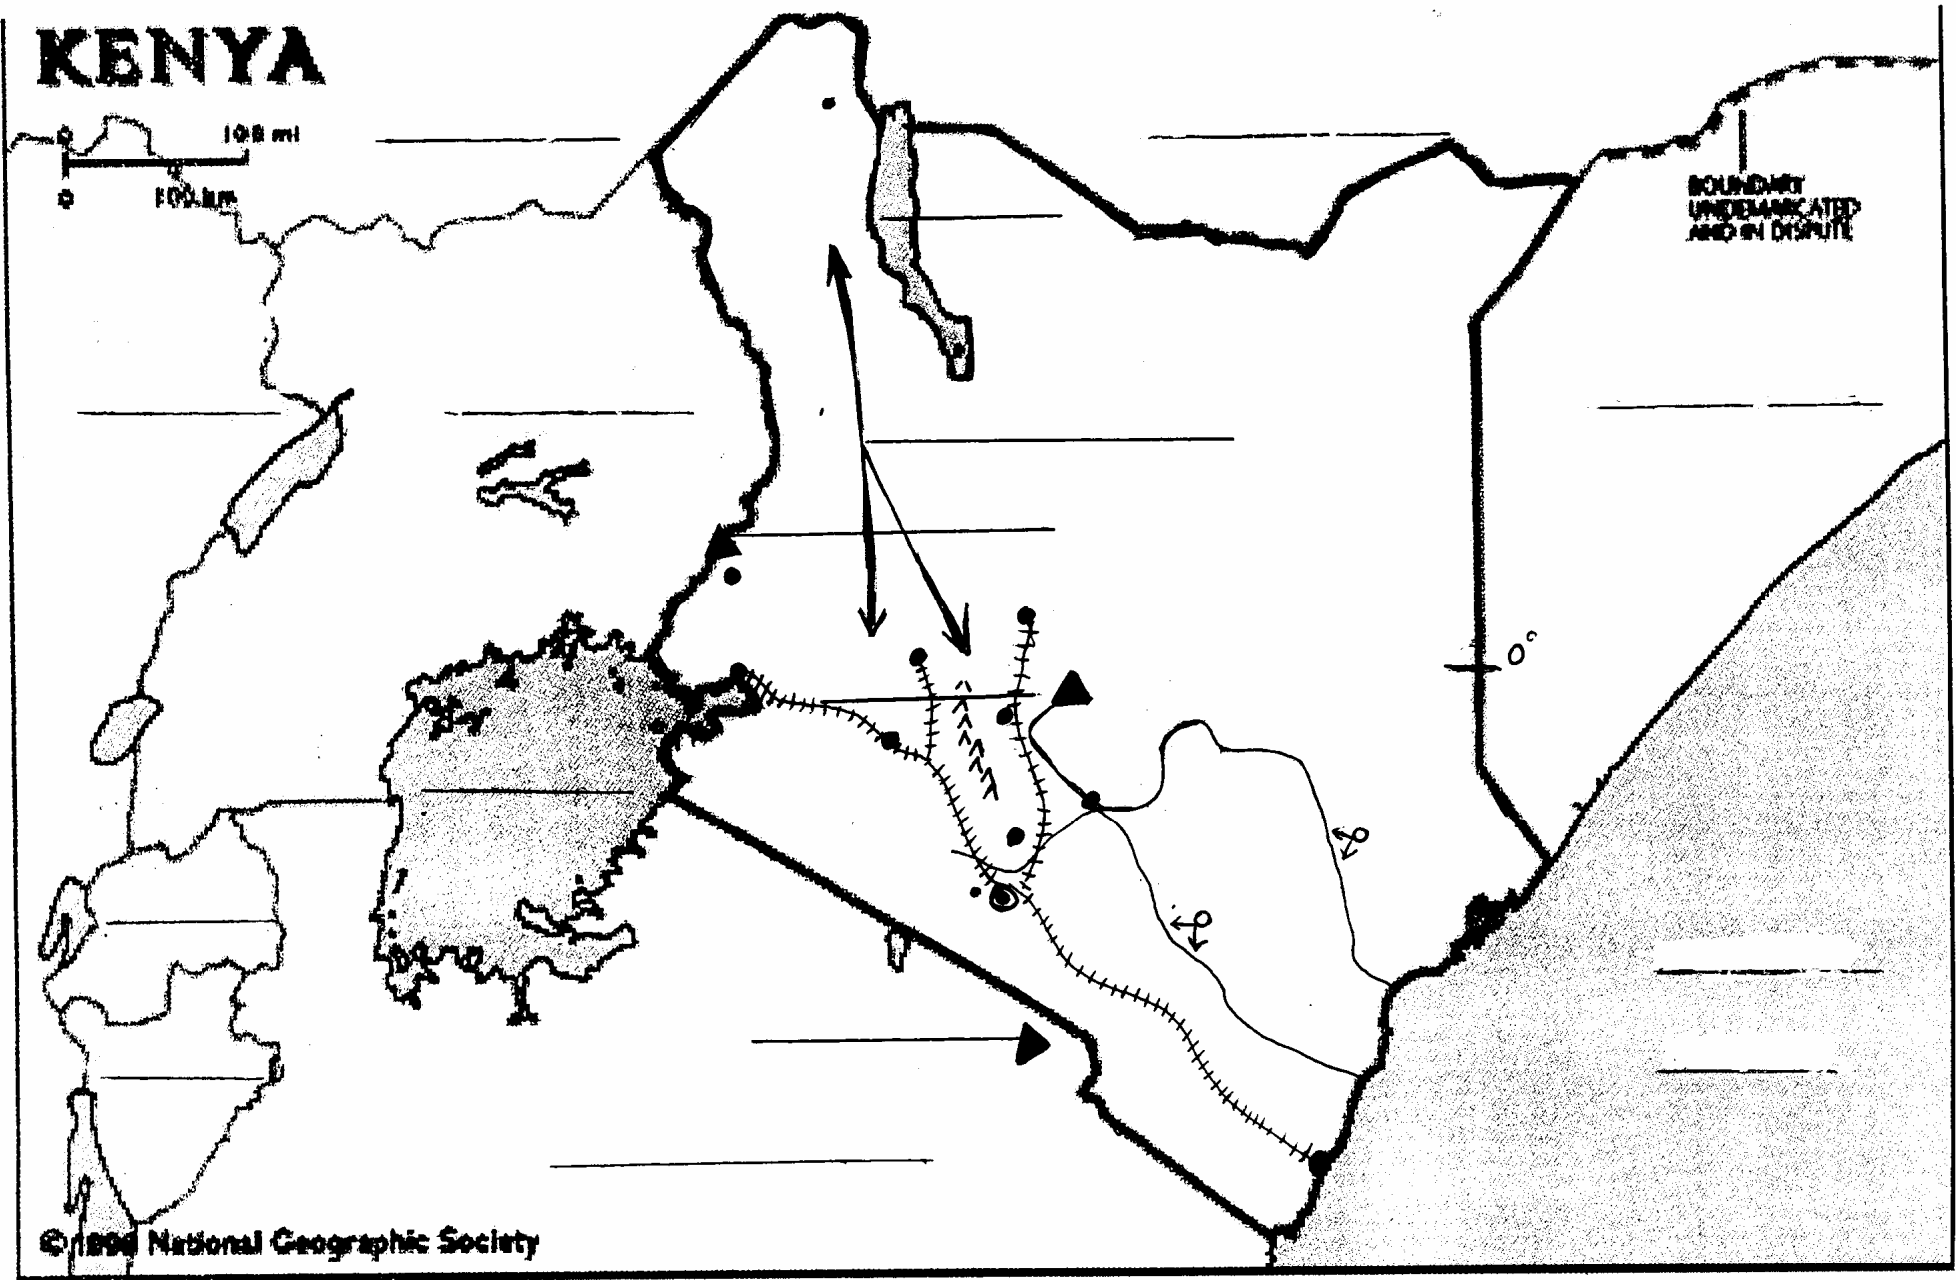 KENYA
0 100 mi
0 100 km
BOUNDARY
UNDEMARCATED
AND IN DISPUTE
0°
© National Geographic Society